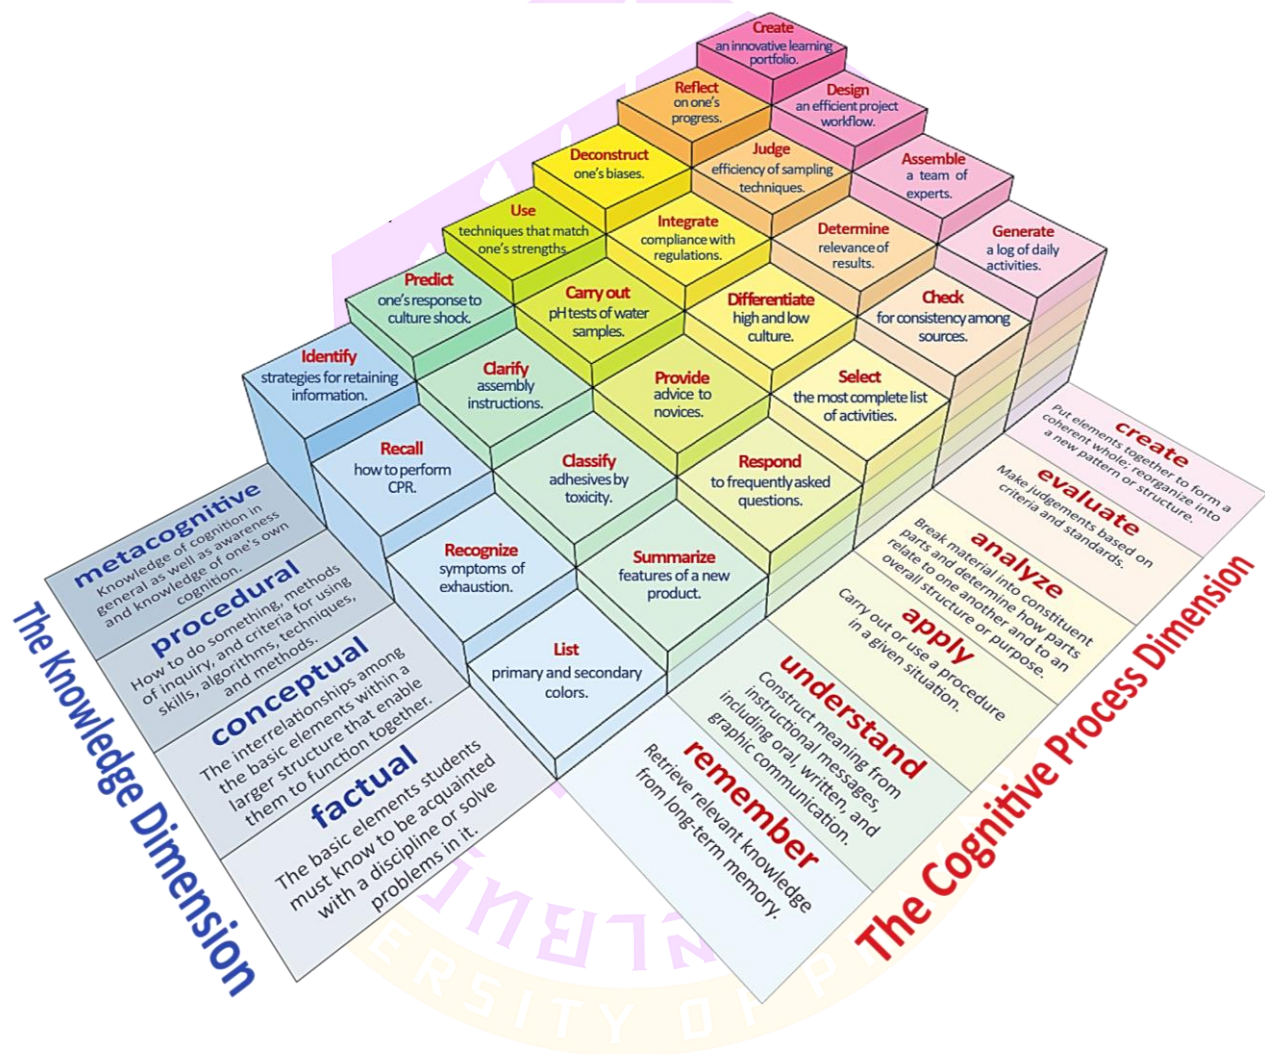 Create
an innovative learning
portfolio.
Reflect
on one's
progress.
Design
an efficient project
workflow.
Deconstruct
one's biases.
Judge
efficiency of sampling
techniques.
Assemble
a team of
experts.
Use
techniques that match
one's strengths.
Integrate
compliance with
regulations.
Determine
relevance of
results.
Generate
a log of daily
activities.
Predict
one's response to
culture shock.
Carry out
pH tests of water
samples.
Differentiate
high and low
culture.
Check
for consistency among
sources.
Identify
strategies for retaining
information.
Clarify
assembly
instructions.
Provide
advice to
novices.
Select
the most complete list
of activities.
Recall
how to perform
CPR.
Classify
adhesives by
toxicity.
Respond
to frequently asked
questions.
Recognize
symptoms of
exhaustion.
Summarize
features of a new
product.
List
primary and secondary
colors.
metacognitive
Knowledge of cognition in
general as well as awareness
and knowledge of one's own
cognition.
procedural
How to do something, methods
of inquiry, and criteria for using
skills, algorithms, techniques,
and methods.
conceptual
The interrelationships among
the basic elements within a
larger structure that enable
them to function together.
factual
The basic elements students
must know to be acquainted
with a discipline or solve
problems in it.
The Knowledge Dimension
create
Put elements together to form a
coherent whole; reorganize into
a new pattern or structure.
evaluate
Make judgements based on
criteria and standards.
analyze
Break material into constituent
parts and determine how parts
relate to one another and to an
overall structure or purpose.
apply
Carry out or use a procedure
in a given situation.
understand
Construct meaning from
instructional messages,
including oral, written, and
graphic communication.
remember
Retrieve relevant knowledge
from long-term memory.
The Cognitive Process Dimension